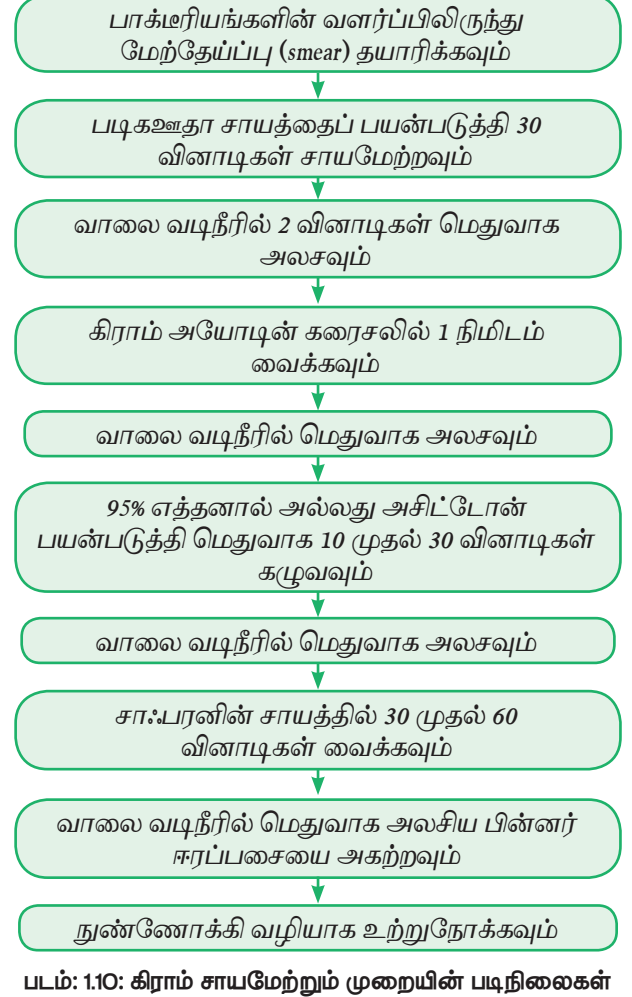 பாக்டீரியங்களின் வளர்ப்பிலிருந்து
மேற்தேய்ப்பு (smear) தயாரிக்கவும்
படிகஊதா சாயத்தைப் பயன்படுத்தி 30
வினாடிகள் சாயமேற்றவும்
வாலை வடிநீரில் 2 வினாடிகள் மெதுவாக
அலசவும்
கிராம் அயோடின் கரைசலில் 1 நிமிடம்
வைக்கவும்
வாலை வடிநீரில் மெதுவாக அலசவும்
95% எத்தனால் அல்லது அசிட்டோன்
பயன்படுத்தி மெதுவாக 10 முதல் 30 வினாடிகள்
கழுவவும்
வாலை வடிநீரில் மெதுவாக அலசவும்
சாஃபரனின் சாயத்தில் 30 முதல் 60
வினாடிகள் வைக்கவும்
வாலை வடிநீரில் மெதுவாக அலசிய பின்னர்
ஈரப்பசையை அகற்றவும்
நுண்ணோக்கி வழியாக உற்றுநோக்கவும்
படம்: 1.10: கிராம் சாயமேற்றும் முறையின் படிநிலைகள்